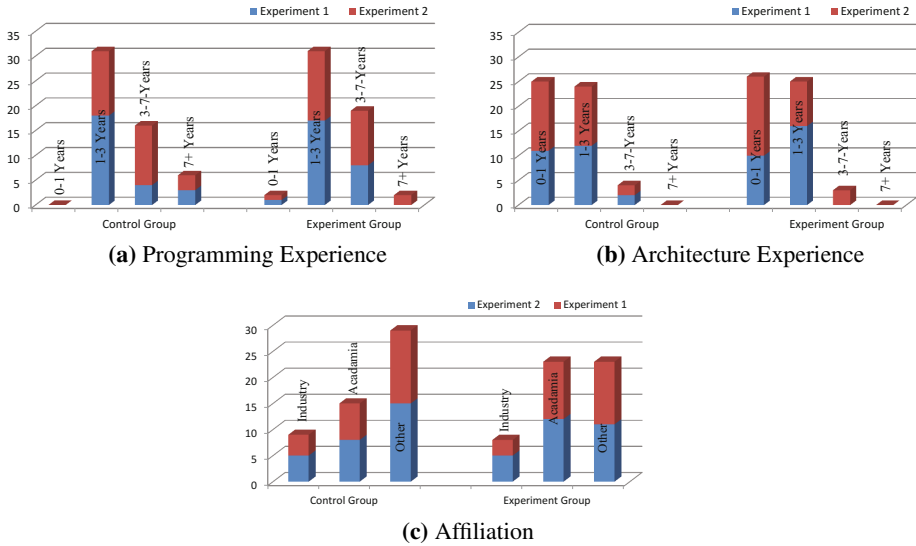 Experiment 1 Experiment 2
35
30
25
20
15
10
5
0
0-1 Years
1-3 Years
3-7-Years
7+ Years
0-1 Years
1-3 Years
3-7-Years
7+ Years
Control Group Experiment Group
(a) Programming Experience
Experiment 1 Experiment 2
35
30
25
20
15
10
5
0
0-1 Years
1-3 Years
3-7-Years
7+ Years
0-1 Years
1-3 Years
3-7-Years
7+ Years
Control Group Experiment Group
(b) Architecture Experience
Experiment 2 Experiment 1
30
25
20
15
10
5
0
Industry
Acadamia
Other
Industry
Acadamia
Other
Control Group Experiment Group
(c) Affiliation